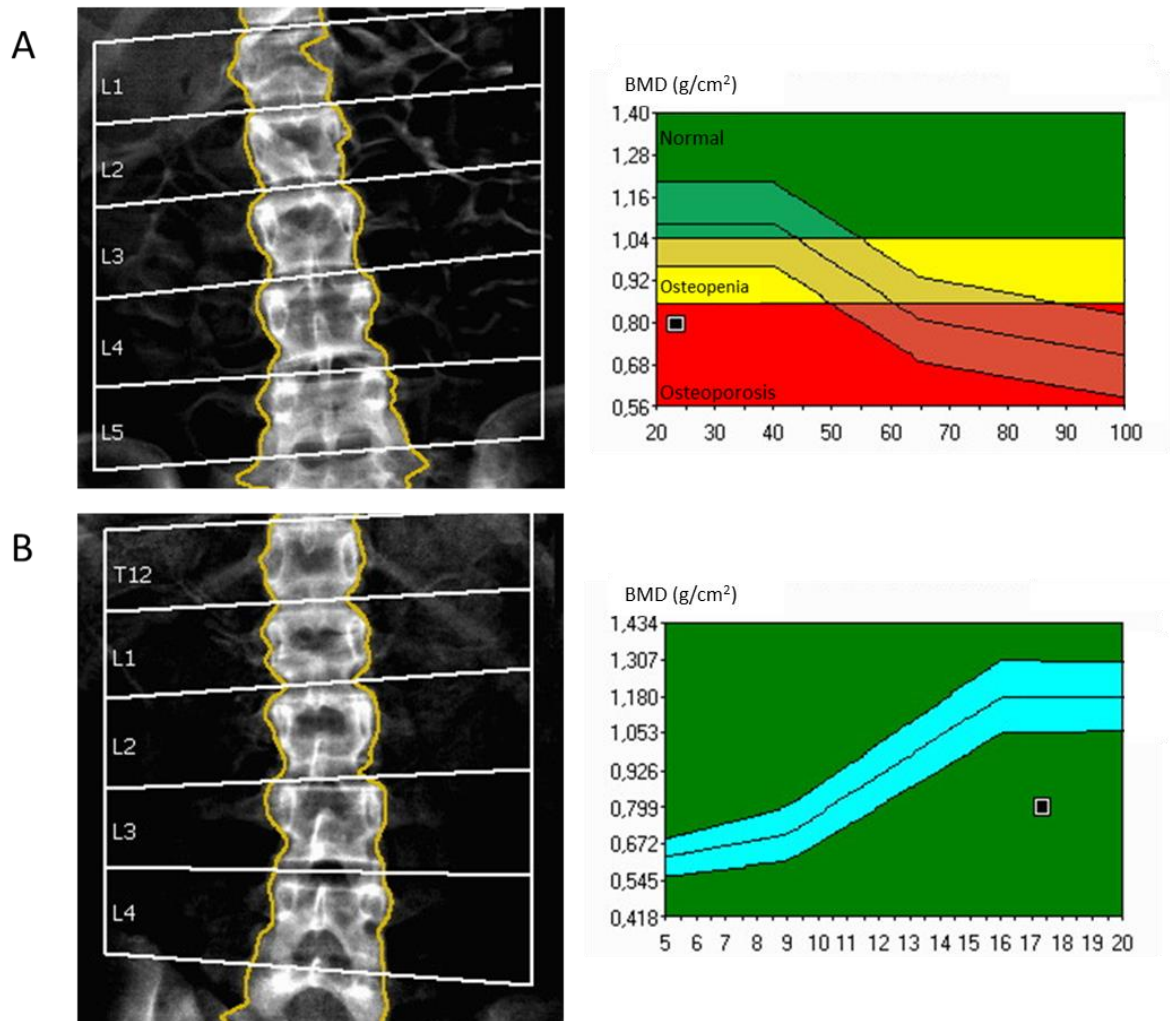 A
L1
L2
L3
L4
L5
BMD (g/cm²)
1,40
1,28
1,16
1,04
0,92
0,80
0,68
0,56
Normal
Osteopenia
Osteoporosis
20 30 40 50 60 70 80 90 100
B
T12
L1
L2
L3
L4
BMD (g/cm²)
1,434
1,307
1,180
1,053
0,926
0,799
0,672
0,545
0,418
5 6 7 8 9 10 11 12 13 14 15 16 17 18 19 20